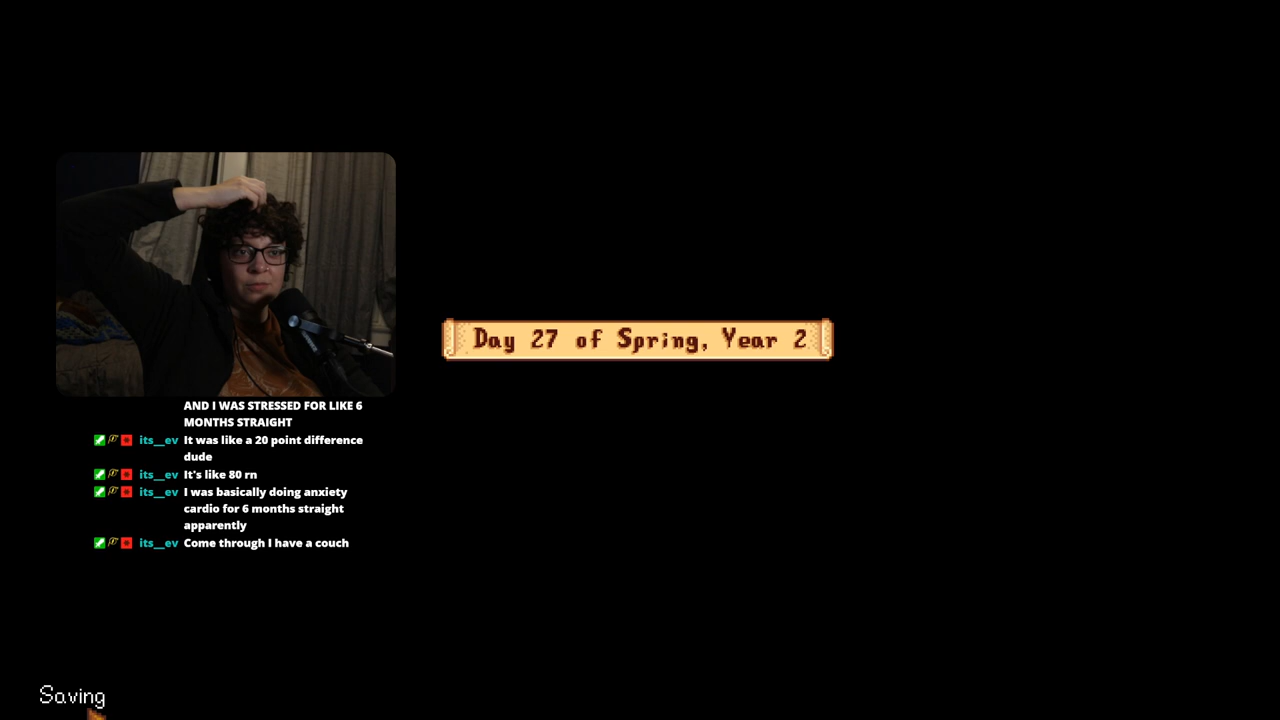 Day 27 of Spring, Year 2
AND I WAS STRESSED FOR LIKE 6
MONTHS STRAIGHT
its__ev It was like a 20 point difference
dude
its__ev It's like 80 rn
its__ev I was basically doing anxiety
cardio for 6 months straight
apparently
its__ev Come through I have a couch
Saving